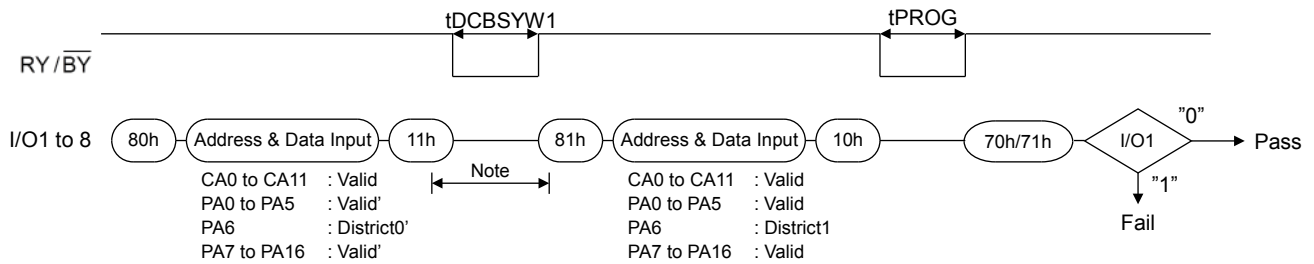 tDCBSYW1
tPROG
RY/BY
I/O1 to 8
80h
Address & Data Input
11h
81h
Address & Data Input
10h
70h/71h
I/O1
"0"
Pass
"1"
Fail
Note
CA0 to CA11 : Valid
PA0 to PA5 : Valid'
PA6 : District0'
PA7 to PA16 : Valid'
CA0 to CA11 : Valid
PA0 to PA5 : Valid
PA6 : District1
PA7 to PA16 : Valid